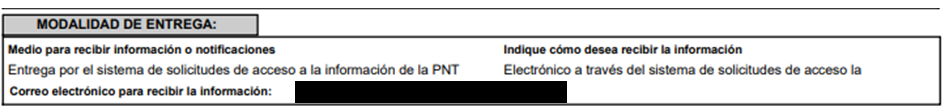 MODALIDAD DE ENTREGA:
Medio para recibir información o notificaciones
Indique cómo desea recibir la información
Entrega por el sistema de solicitudes de acceso a la información de la PNT
Electrónico a través del sistema de solicitudes de acceso la
Correo electrónico para recibir la información: